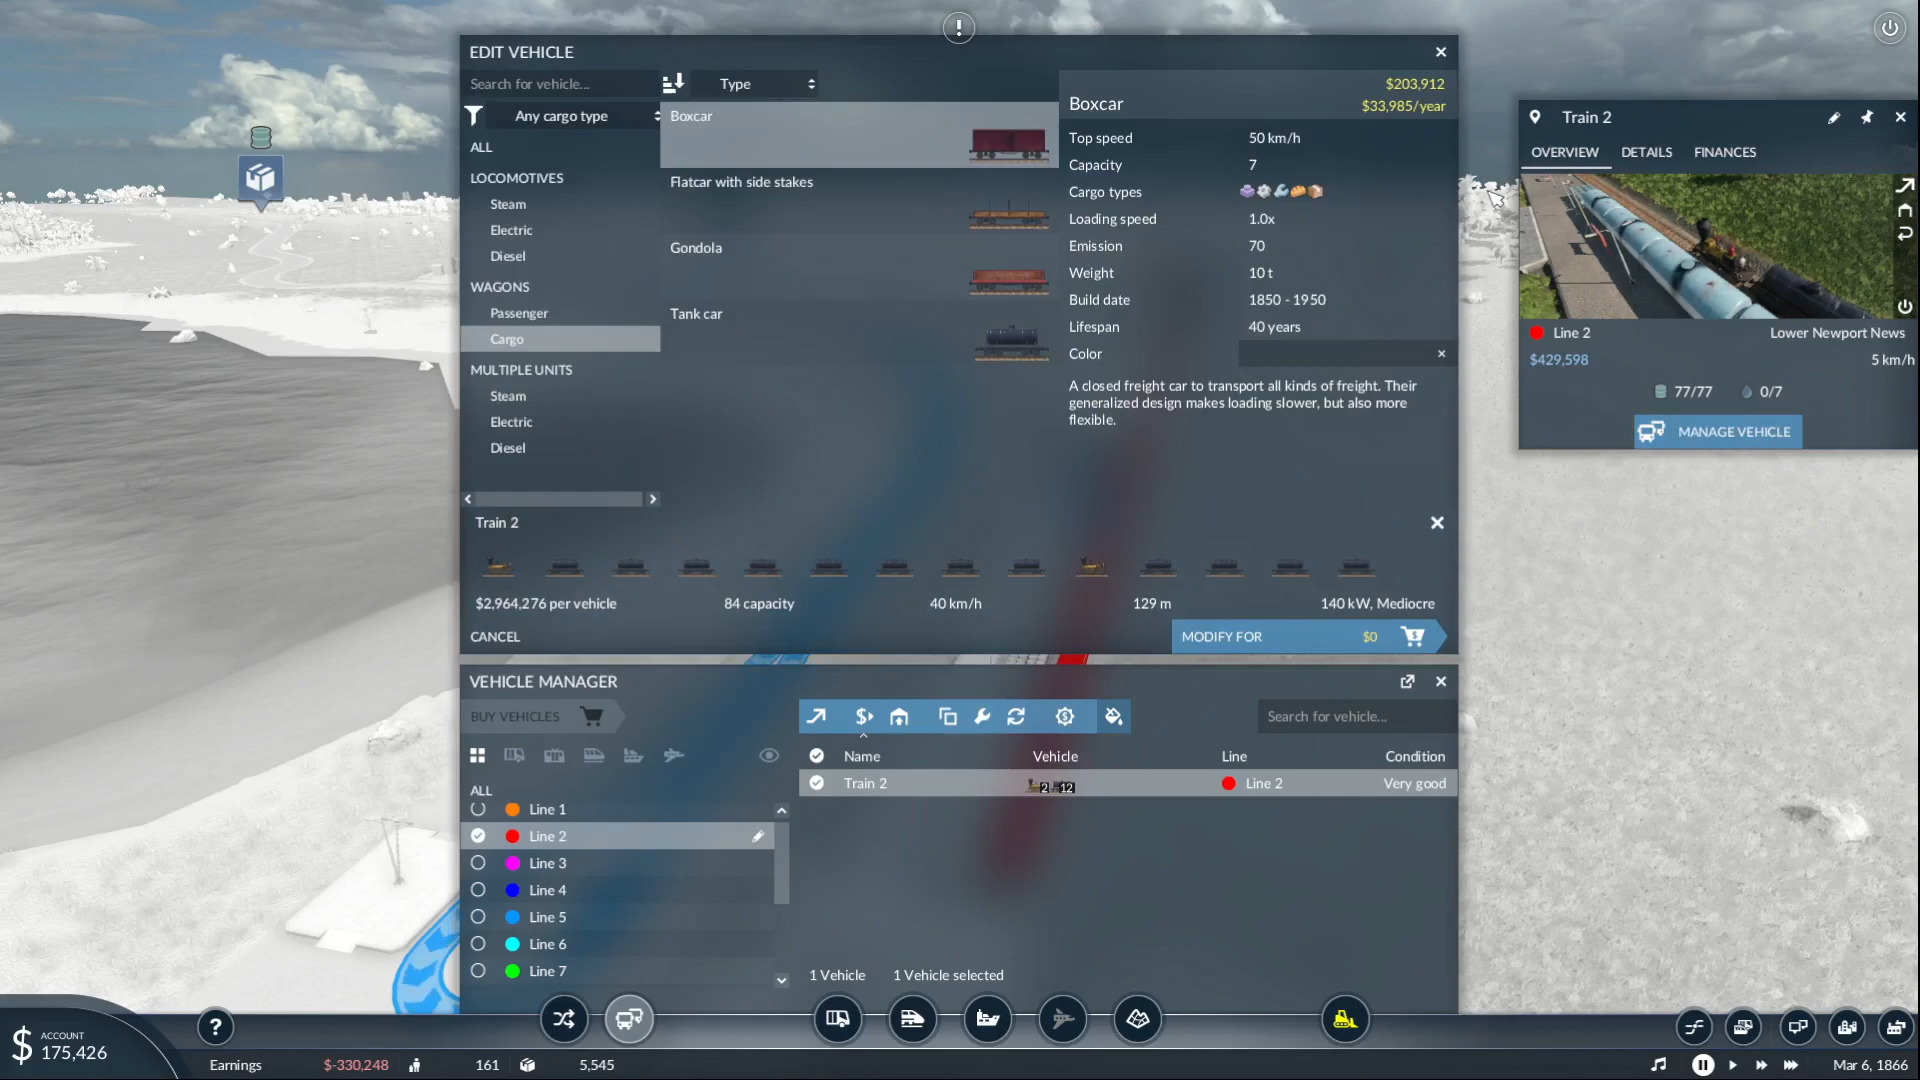 !
EDIT VEHICLE
Search for vehicle...
Type
Any cargo type
ALL
LOCOMOTIVES
Steam
Electric
Diesel
WAGONS
Passenger
Cargo
MULTIPLE UNITS
Steam
Electric
Diesel
Boxcar
Flatcar with side stakes
Gondola
Tank car
$203,912
Boxcar
$33,985/year
Top speed 50 km/h
Capacity 7
Cargo types
Loading speed 1.0x
Emission 70
Weight 10 t
Build date 1850 - 1950
Lifespan 40 years
Color
A closed freight car to transport all kinds of freight. Their
generalized design makes loading slower, but also more
flexible.
Train 2
$2,964,276 per vehicle 84 capacity 40 km/h 129 m 140 kW, Mediocre
CANCEL
MODIFY FOR $0
Train 2
OVERVIEW DETAILS FINANCES
Line 2 Lower Newport News
$429,598 5 km/h
77/77 0/7
MANAGE VEHICLE
VEHICLE MANAGER
BUY VEHICLES
Search for vehicle...
ALL
Line 1
Line 2
Line 3
Line 4
Line 5
Line 6
Line 7
Name Vehicle Line Condition
Train 2 2 12 Line 2 Very good
1 Vehicle 1 Vehicle selected
?
$ ACCOUNT
175,426
Earnings $-330,248 161 5,545
Mar 6, 1866